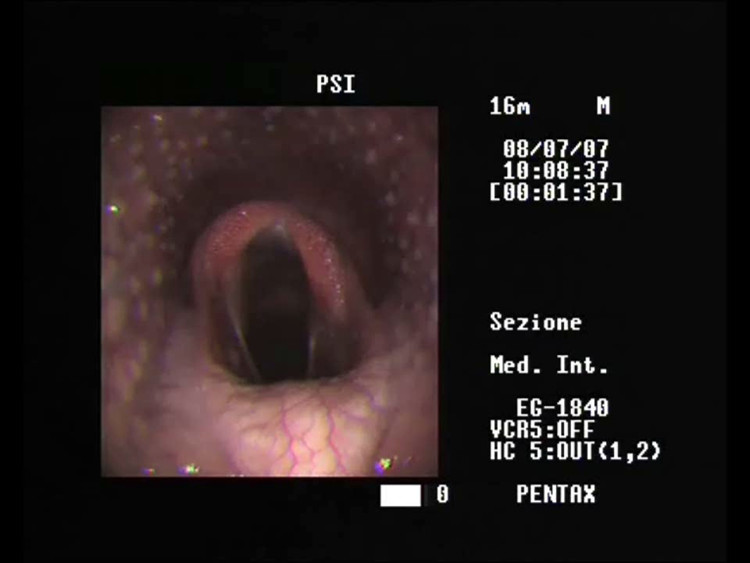 PSI
16m M
08/07/07
10:08:37
[00:01:37]
Sezione
Med. Int.
EG-1840
VCR5:OFF
HC 5:OUT(1,2)
0 PENTAX